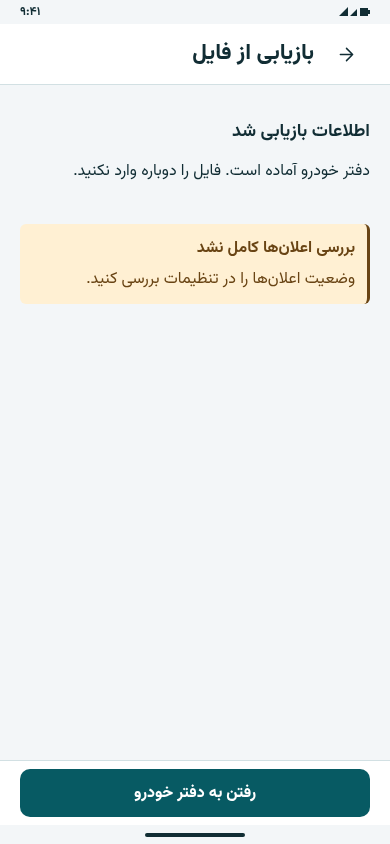 ۹:۴۱
بازیابی از فایل
اطلاعات بازیابی شد
دفتر خودرو آماده است. فایل را دوباره وارد نکنید.
بررسی اعلان‌ها کامل نشد
وضعیت اعلان‌ها را در تنظیمات بررسی کنید.
رفتن به دفتر خودرو